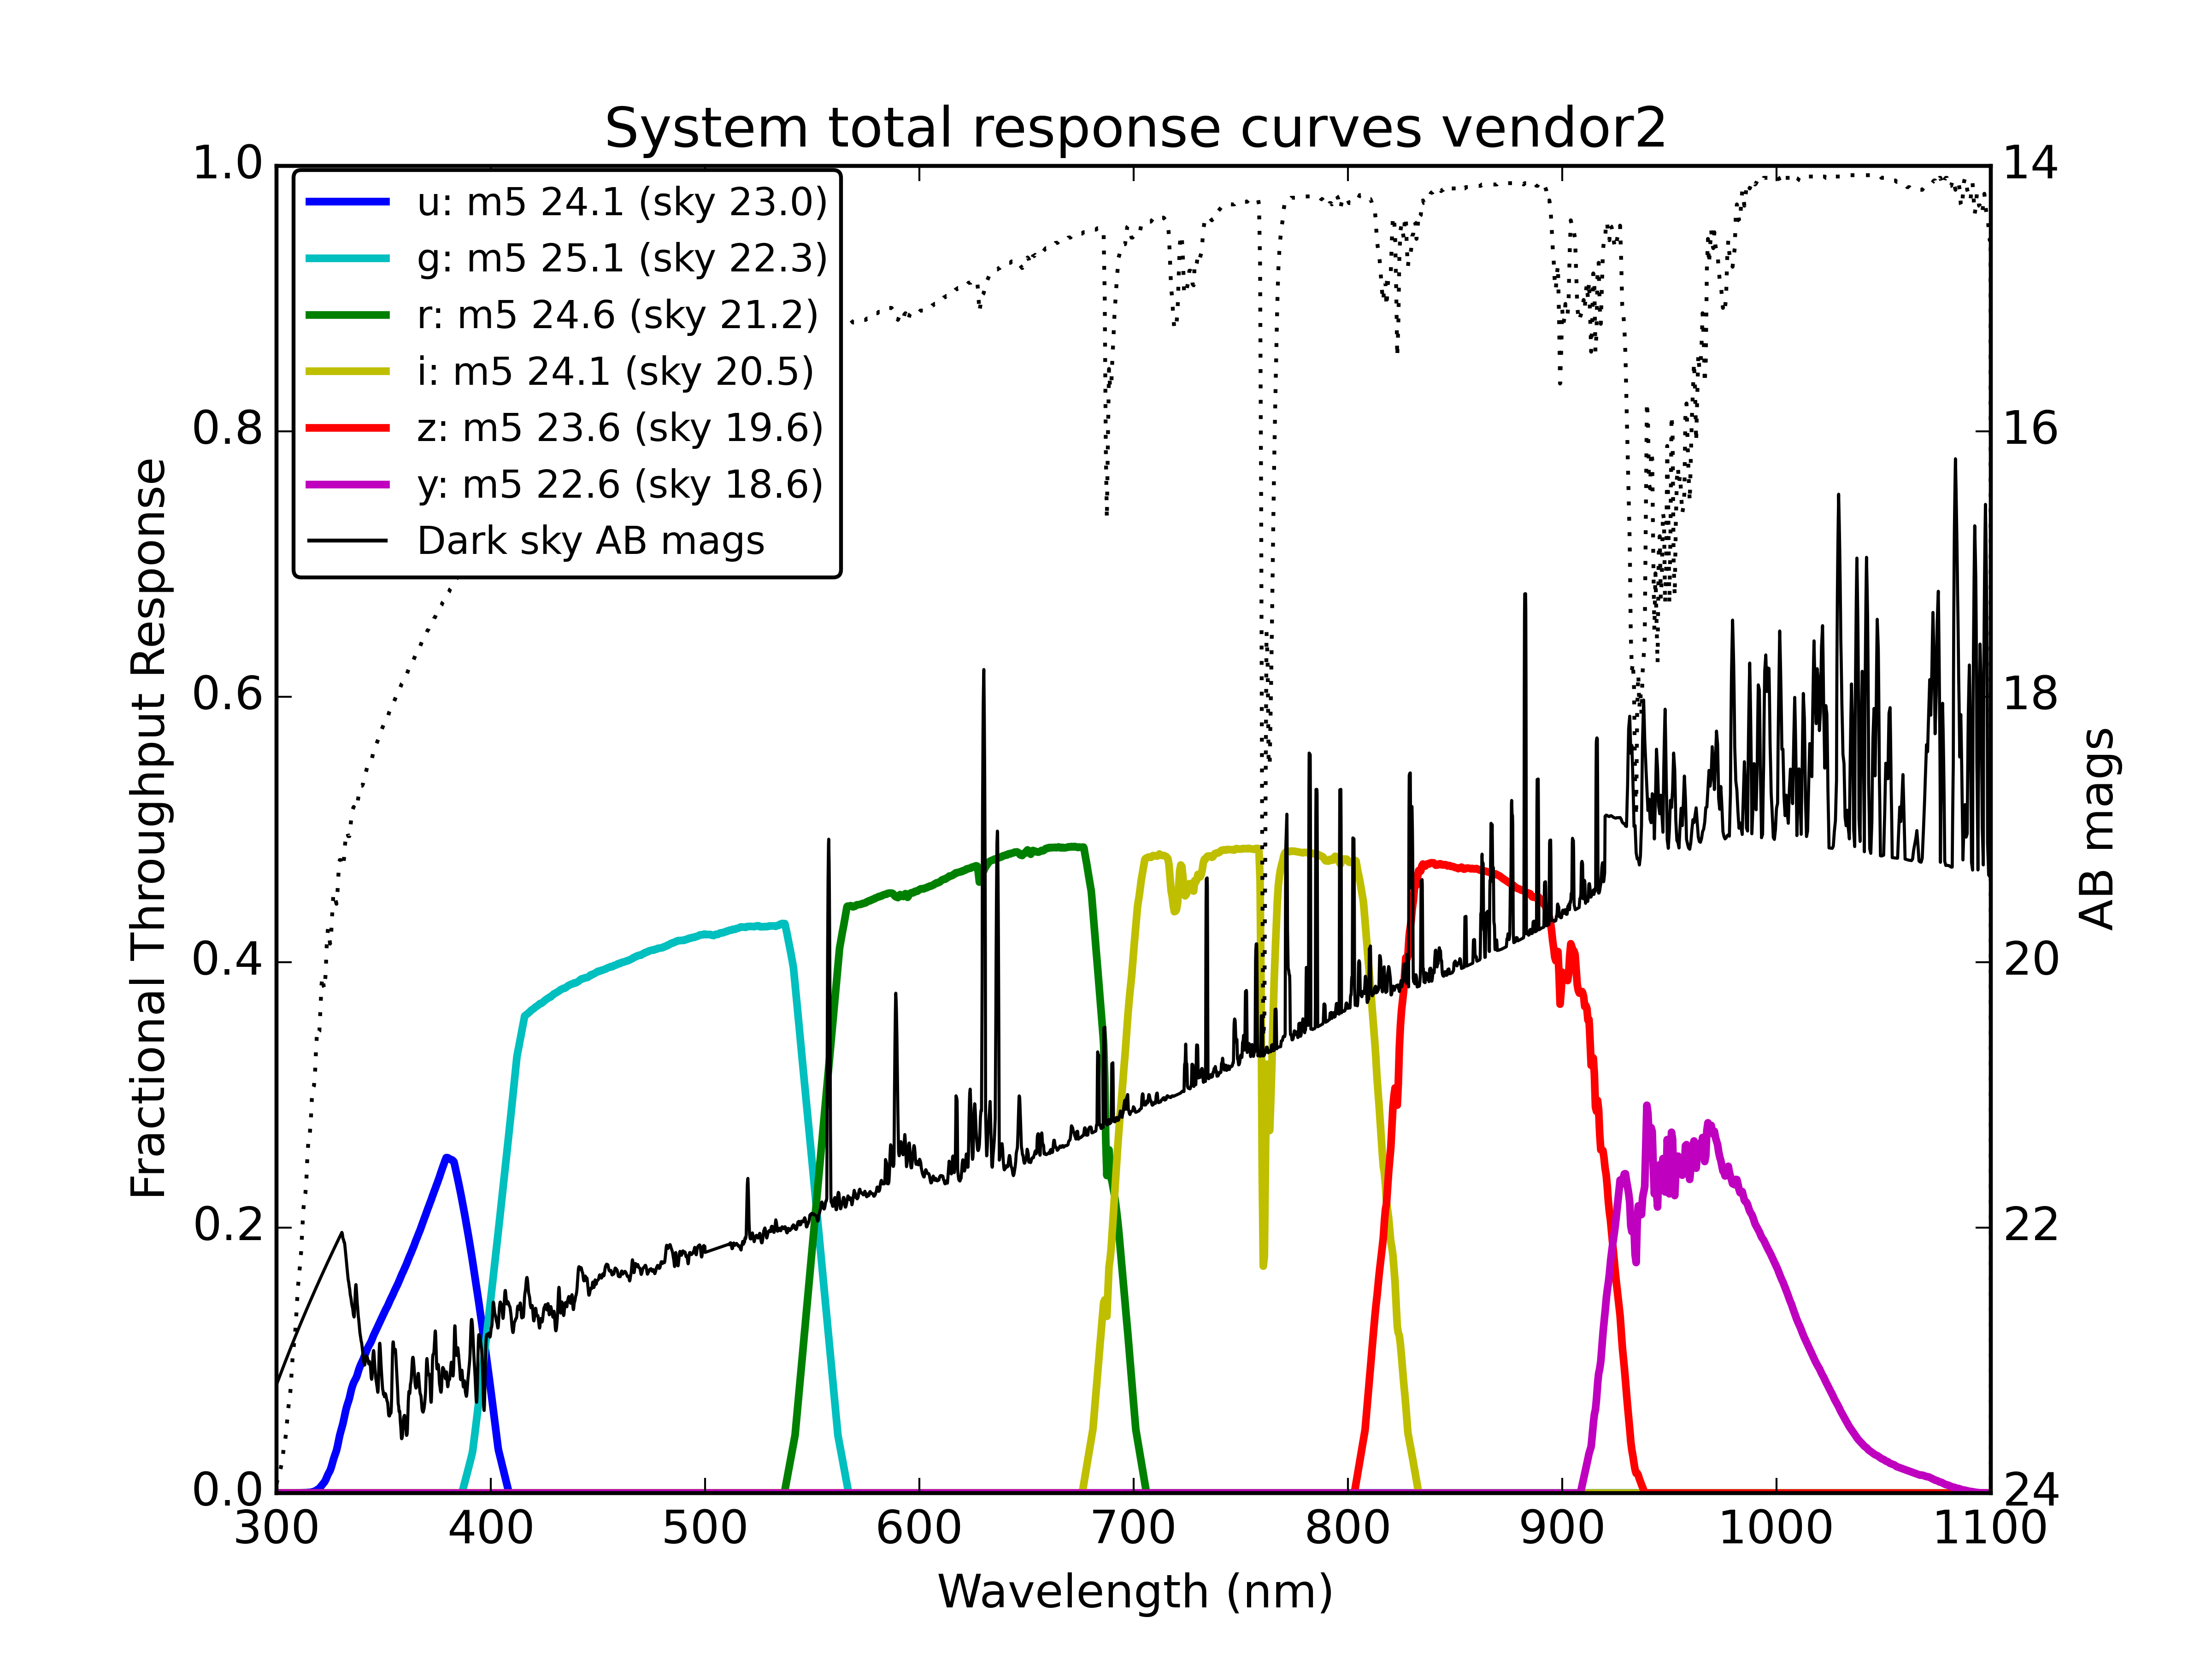 System total response curves vendor2
u: m5 24.1 (sky 23.0)
g: m5 25.1 (sky 22.3)
r: m5 24.6 (sky 21.2)
i: m5 24.1 (sky 20.5)
z: m5 23.6 (sky 19.6)
y: m5 22.6 (sky 18.6)
Dark sky AB mags
Fractional Throughput Response
1.0
0.8
0.6
0.4
0.2
0.0
300 400 500 600 700 800 900 1000 1100
Wavelength (nm)
14
16
18
20
22
24
AB mags